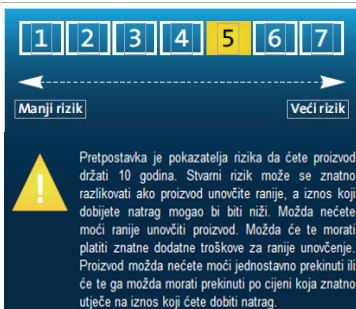 1 2 3 4 5 6 7
Manji rizik Veći rizik
!
Pretpostavka je pokazatelja rizika da ćete proizvod
držati 10 godina. Stvarni rizik može se znatno
razlikovati ako proizvod unovčite ranije, a iznos koji
dobijete natrag mogao bi biti niži. Možda nećete
moći ranije unovčiti proizvod. Možda će te morati
platiti znatne dodatne troškove za ranije unovčenje.
Proizvod možda nećete moći jednostavno prekinuti ili
će te ga možda morati prekinuti po cijeni koja znatno
utječe na iznos koji ćete dobiti natrag.